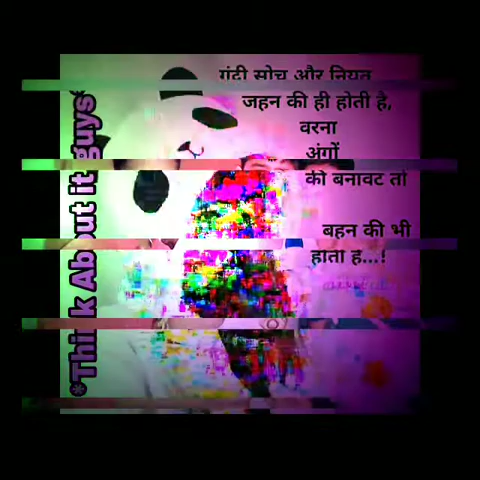 गंदी सोच और नियत
जहन की ही होती है,
वरना
अंगों
की बनावट तो
बहन की भी
होती है...!
*Think About it guys*